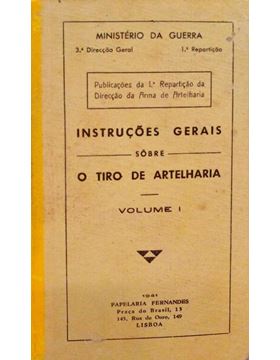 MINISTÉRIO DA GUERRA
3.ª Direcção Geral 1.ª Repartição
Publicações da 1.ª Repartição da
Direcção da Arma de Artelharia
INSTRUÇÕES GERAIS
SÔBRE
O TIRO DE ARTELHARIA
VOLUME I
1941
PAPELARIA FERNANDES
Praça do Brasil, 13
145, Rua do Ouro, 149
LISBOA